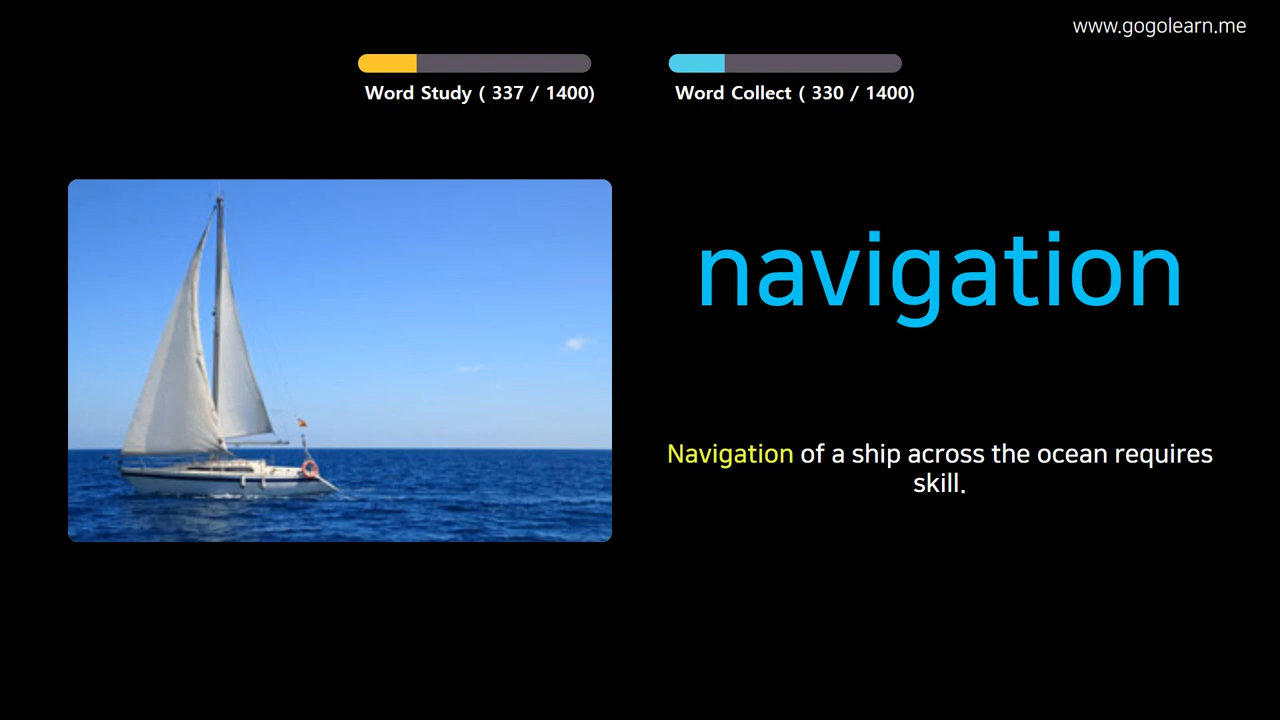 www.gogolearn.me
Word Study ( 337 / 1400)
Word Collect ( 330 / 1400)
navigation
Navigation of a ship across the ocean requires
skill.